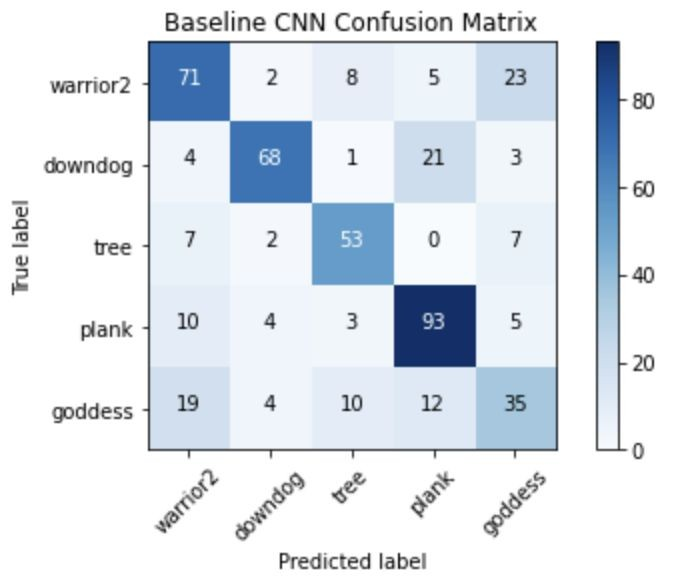 Baseline CNN Confusion Matrix
warrior2 71 2 8 5 23
downdog 4 68 1 21 3
tree 7 2 53 0 7
plank 10 4 3 93 5
goddess 19 4 10 12 35
warrior2 downdog tree plank goddess
Predicted label
True label
80
60
40
20
0